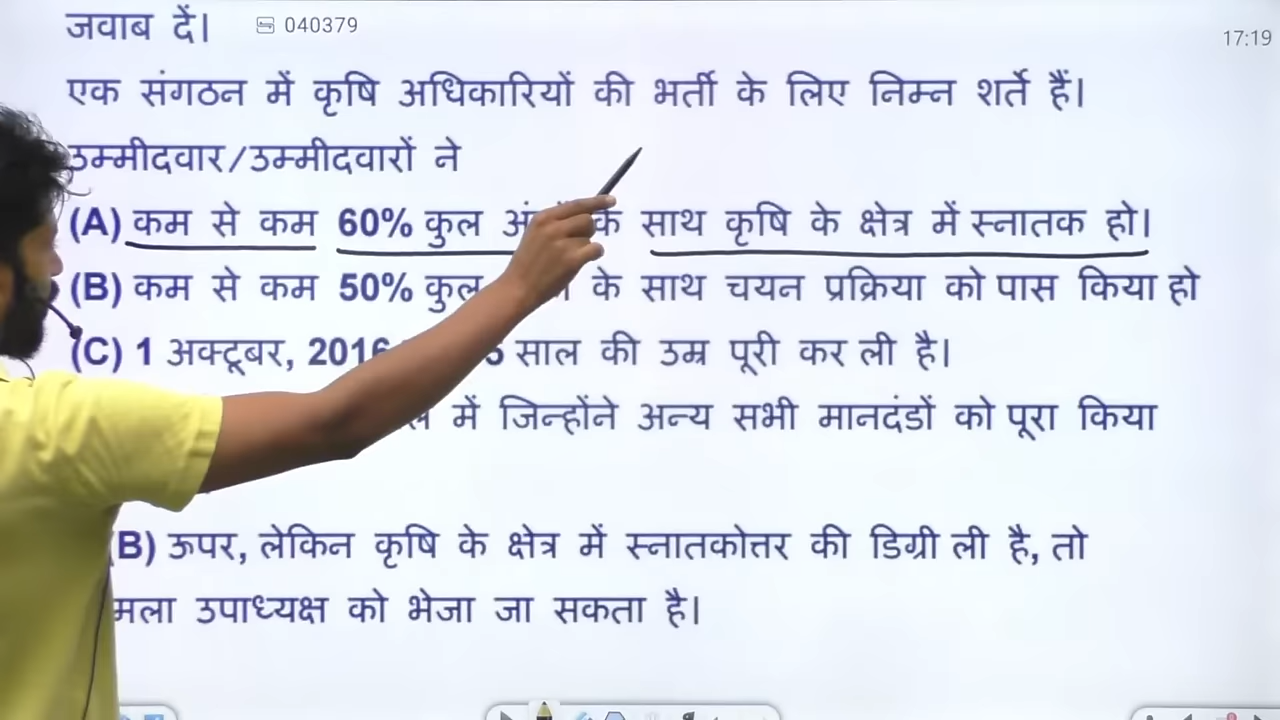 जवाब दें।
040379
17:19
एक संगठन में कृषि अधिकारियों की भर्ती के लिए निम्न शर्ते हैं।
उम्मीदवार/उम्मीदवारों ने
(A) कम से कम 60% कुल के साथ कृषि के क्षेत्र में स्नातक हो।
(B) कम से कम 50% कुल के साथ चयन प्रक्रिया को पास किया हो
(C) 1 अक्टूबर, 2016 साल की उम्र पूरी कर ली है।
में जिन्होंने अन्य सभी मानदंडों को पूरा किया
(B) ऊपर, लेकिन कृषि के क्षेत्र में स्नातकोत्तर की डिग्री ली है, तो
उपाध्यक्ष को भेजा जा सकता है।